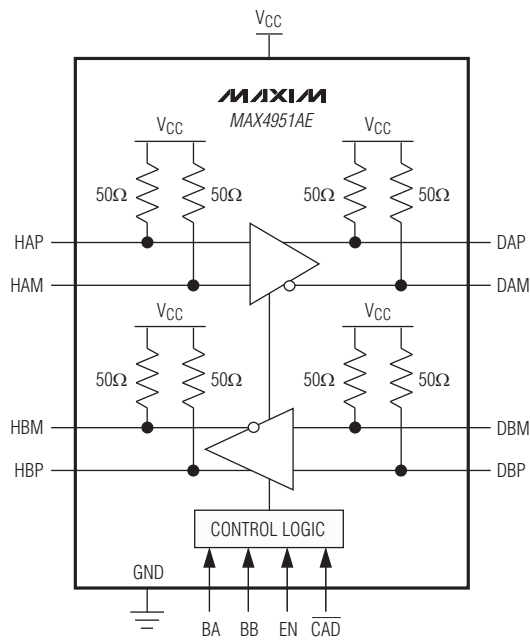 VCC
MAXIM
MAX4951AE
VCC VCC
50Ω 50Ω 50Ω 50Ω
HAP DAP
HAM DAM
VCC VCC
50Ω 50Ω 50Ω 50Ω
HBM DBM
HBP DBP
CONTROL LOGIC
GND
BA BB EN C̅A̅D̅